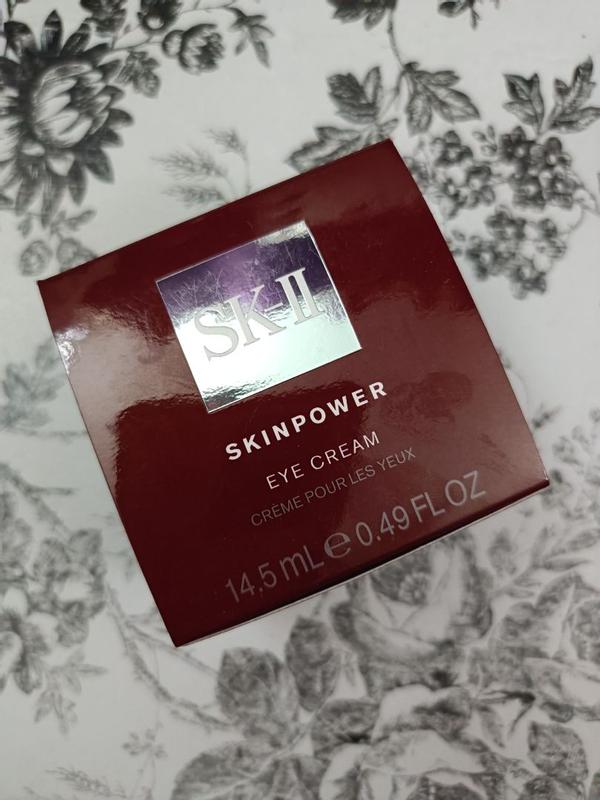 SK-II
SKINPOWER
EYE CREAM
CRÈME POUR LES YEUX
14.5 mL ℮ 0.49 FL OZ